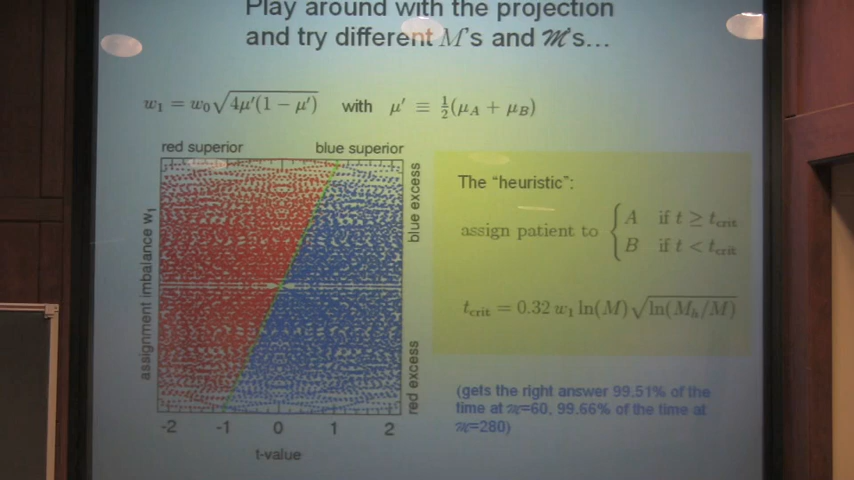 Play around with the projection
and try different M's and ℳ's...
w₁ = w₀√(4μ'(1 − μ')) with μ' ≡ ½(μ_A + μ_B)
red superior blue superior
blue excess
red excess
assignment imbalance w₁
-2 -1 0 1 2
t-value
The "heuristic":
assign patient to { A if t ≥ t_crit
B if t < t_crit
t_crit = 0.32 w₁ ln(M)√(ln(M_h/M))
(gets the right answer 99.51% of the
time at ℳ=60, 99.66% of the time at
ℳ=280)